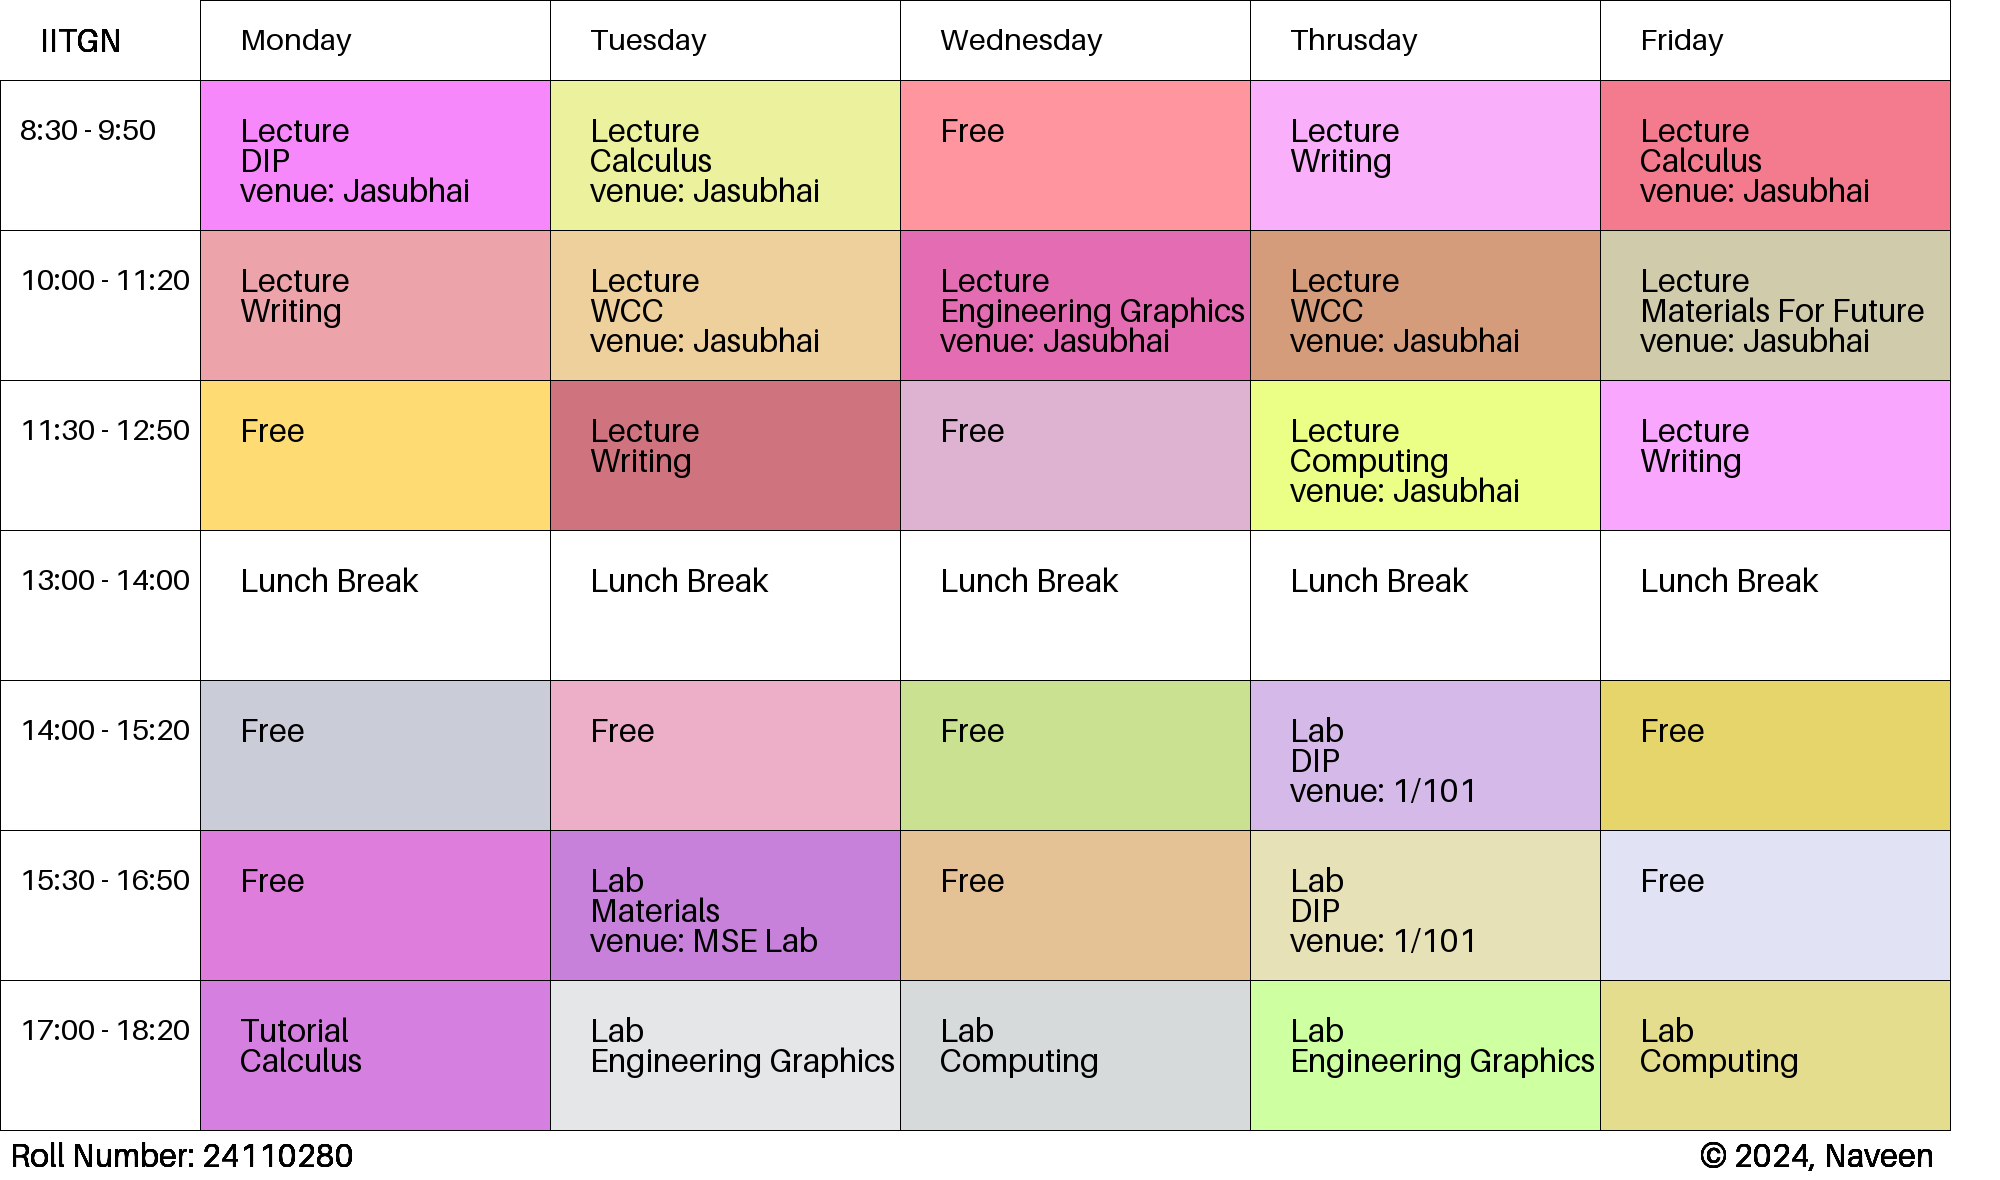 IITGN Monday Tuesday Wednesday Thrusday Friday
8:30 - 9:50
Lecture
DIP
venue: Jasubhai
Lecture
Calculus
venue: Jasubhai
Free
Lecture
Writing
Lecture
Calculus
venue: Jasubhai
10:00 - 11:20
Lecture
Writing
Lecture
WCC
venue: Jasubhai
Lecture
Engineering Graphics
venue: Jasubhai
Lecture
WCC
venue: Jasubhai
Lecture
Materials For Future
venue: Jasubhai
11:30 - 12:50
Free
Lecture
Writing
Free
Lecture
Computing
venue: Jasubhai
Lecture
Writing
13:00 - 14:00
Lunch Break
Lunch Break
Lunch Break
Lunch Break
Lunch Break
14:00 - 15:20
Free
Free
Free
Lab
DIP
venue: 1/101
Free
15:30 - 16:50
Free
Lab
Materials
venue: MSE Lab
Free
Lab
DIP
venue: 1/101
Free
17:00 - 18:20
Tutorial
Calculus
Lab
Engineering Graphics
Lab
Computing
Lab
Engineering Graphics
Lab
Computing
Roll Number: 24110280
© 2024, Naveen